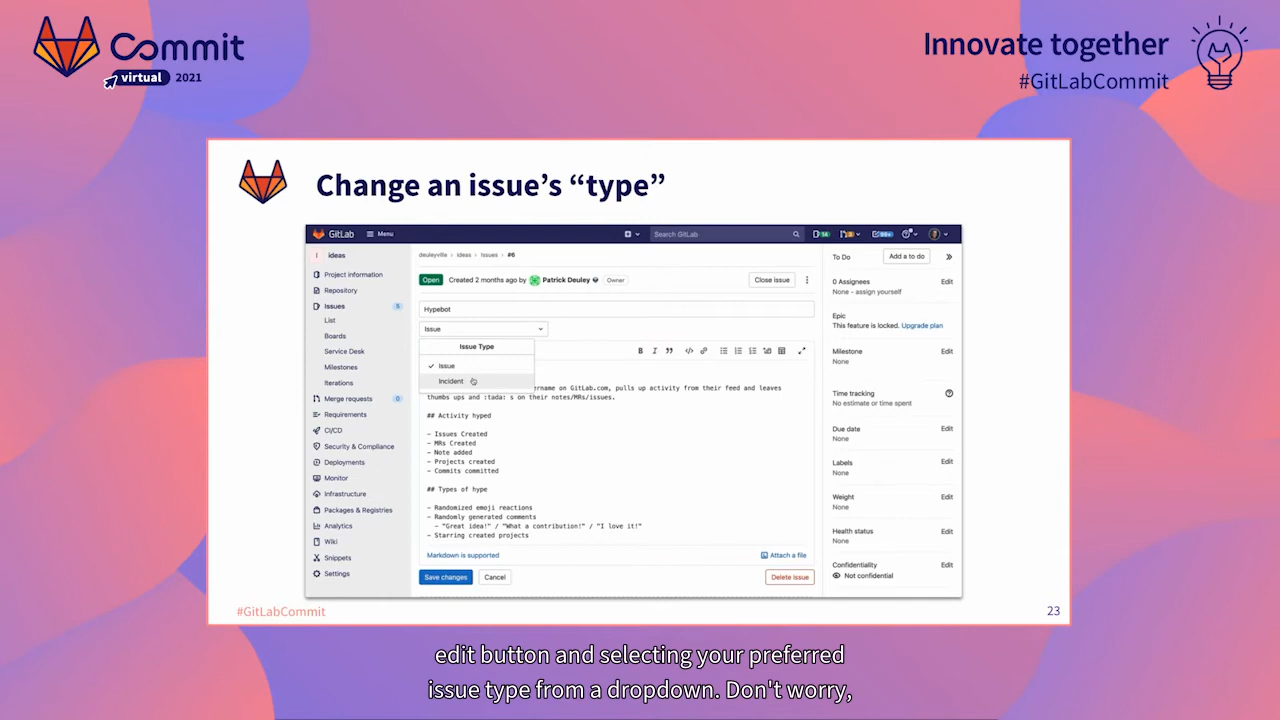 Commit
virtual 2021
Innovate together
#GitLabCommit
Change an issue's “type”
GitLab Menu
Search GitLab
14
99+
I ideas
Project information
Repository
Issues 5
List
Boards
Service Desk
Milestones
Iterations
Merge requests 0
Requirements
CI/CD
Security & Compliance
Deployments
Monitor
Infrastructure
Packages & Registries
Analytics
Wiki
Snippets
Settings
deuleyville › ideas › Issues › #6
Open Created 2 months ago by Patrick Deuley Owner
Close issue
Hypebot
Issue
Issue Type
Issue
Incident
B I
ername on GitLab.com, pulls up activity from their feed and leaves
thumbs ups and :tada: s on their notes/MRs/issues.
## Activity hyped
- Issues Created
- MRs Created
- Note added
- Projects created
- Commits committed
## Types of hype
- Randomized emoji reactions
- Randomly generated comments
- "Great idea!" / "What a contribution!" / "I love it!"
- Starring created projects
Markdown is supported
Attach a file
Save changes Cancel
Delete issue
To Do Add a to do
0 Assignees Edit
None - assign yourself
Epic
This feature is locked. Upgrade plan
Milestone Edit
None
Time tracking
No estimate or time spent
Due date Edit
None
Labels Edit
None
Weight Edit
None
Health status Edit
None
Confidentiality Edit
Not confidential
#GitLabCommit
23
edit button and selecting your preferred
issue type from a dropdown. Don't worry,